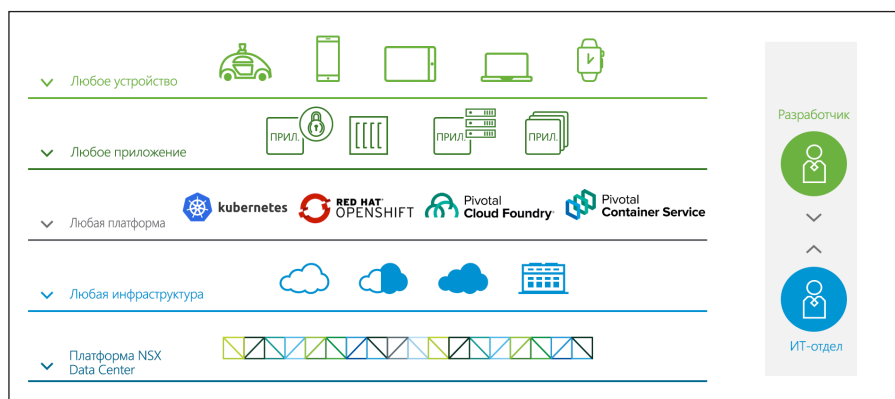 Любое устройство
Разработчик
ПРИЛ.
ПРИЛ.
ПРИЛ.
Любое приложение
kubernetes
RED HAT®
OPENSHIFT
Pivotal
Cloud Foundry
Pivotal
Container Service
Любая платформа
Любая инфраструктура
ИТ-отдел
Платформа NSX
Data Center